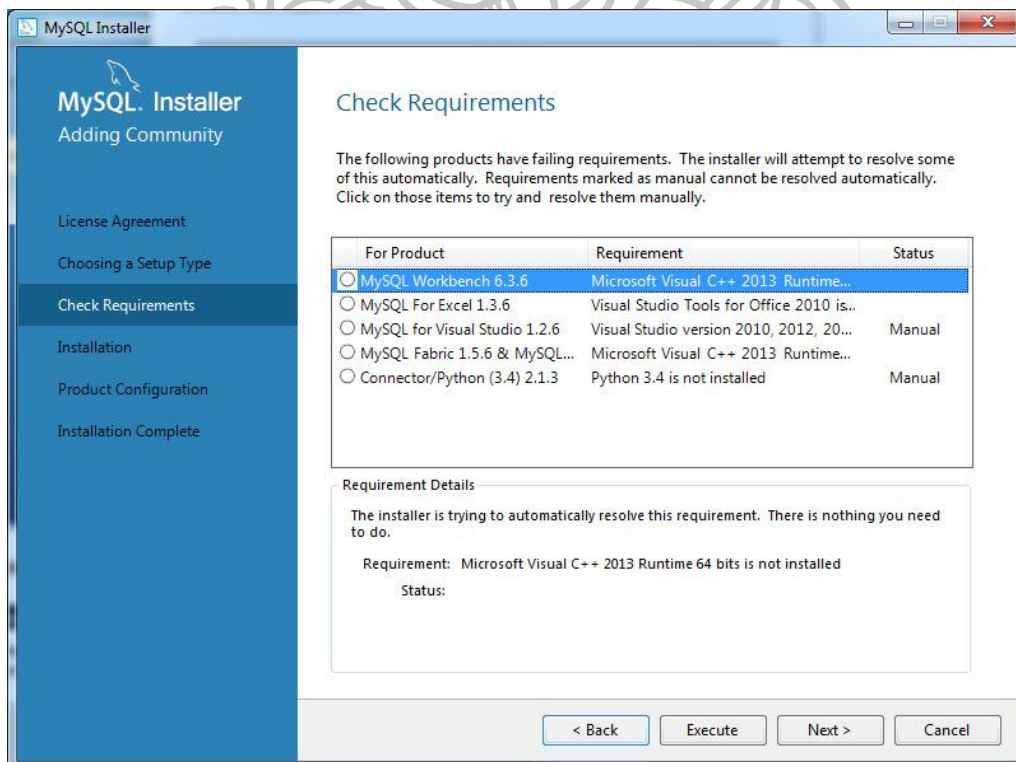 MySQL Installer
MySQL. Installer
Adding Community
License Agreement
Choosing a Setup Type
Check Requirements
Installation
Product Configuration
Installation Complete
Check Requirements
The following products have failing requirements. The installer will attempt to resolve some
of this automatically. Requirements marked as manual cannot be resolved automatically.
Click on those items to try and resolve them manually.
For Product Requirement Status
MySQL Workbench 6.3.6 Microsoft Visual C++ 2013 Runtime...
MySQL For Excel 1.3.6 Visual Studio Tools for Office 2010 is...
MySQL for Visual Studio 1.2.6 Visual Studio version 2010, 2012, 20... Manual
MySQL Fabric 1.5.6 & MySQL... Microsoft Visual C++ 2013 Runtime...
Connector/Python (3.4) 2.1.3 Python 3.4 is not installed Manual
Requirement Details
The installer is trying to automatically resolve this requirement. There is nothing you need
to do.
Requirement: Microsoft Visual C++ 2013 Runtime 64 bits is not installed
Status:
< Back Execute Next > Cancel